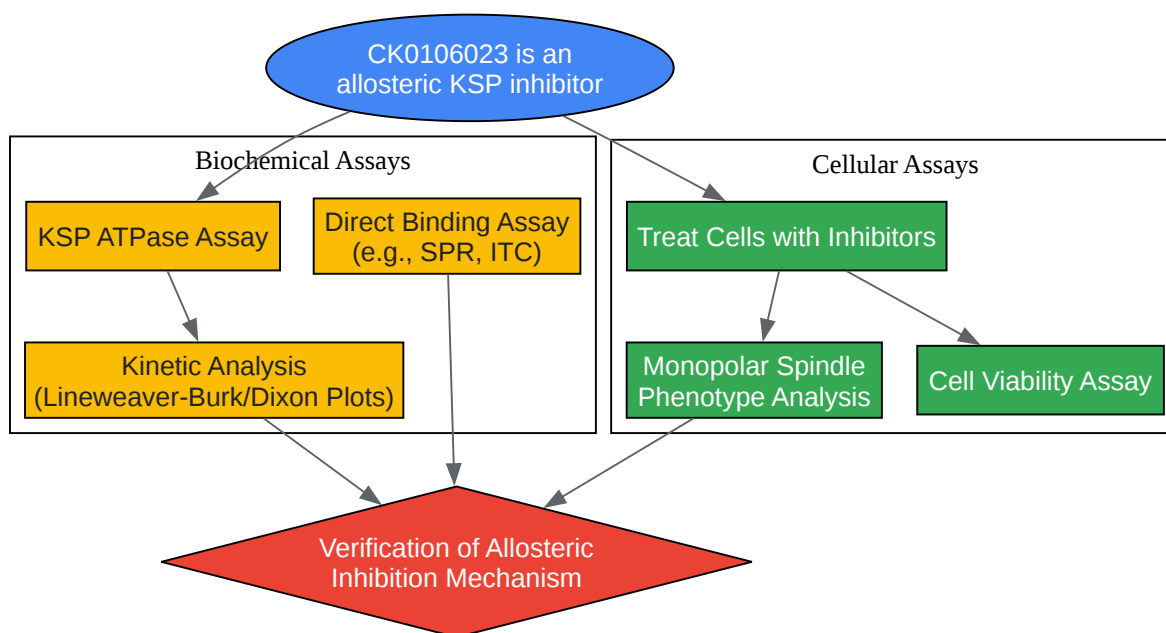 CK0106023 is an
allosteric KSP inhibitor
Biochemical Assays
Cellular Assays
KSP ATPase Assay
Direct Binding Assay
(e.g., SPR, ITC)
Treat Cells with Inhibitors
Kinetic Analysis
(Lineweaver-Burk/Dixon Plots)
Monopolar Spindle
Phenotype Analysis
Cell Viability Assay
Verification of Allosteric
Inhibition Mechanism